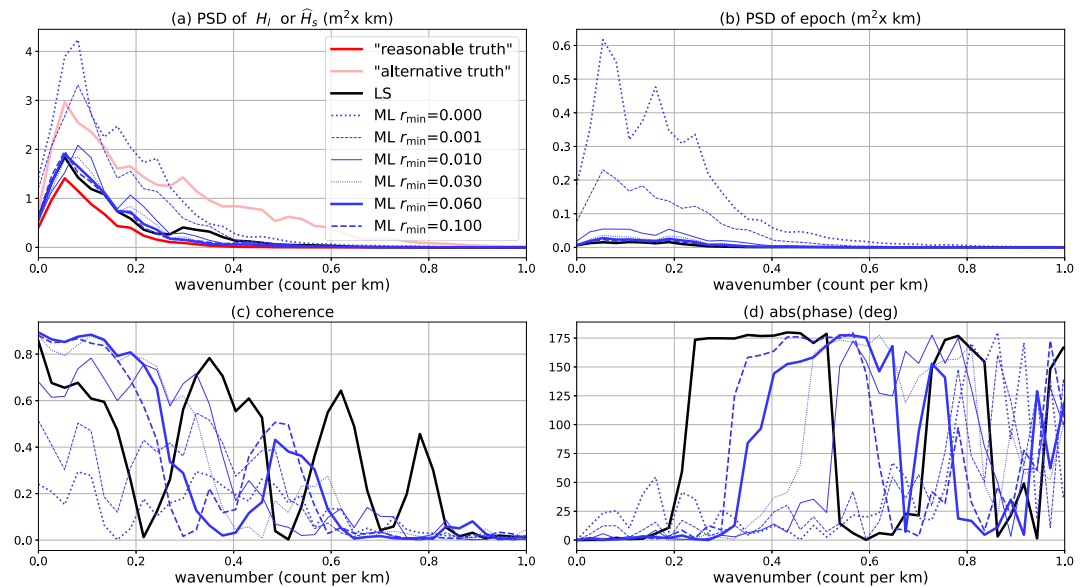 (a) PSD of H_l or Ĥ_s (m²x km)
4
3
2
1
0
0.0 0.2 0.4 0.6 0.8 1.0
wavenumber (count per km)
"reasonable truth"
"alternative truth"
LS
ML r_min=0.000
ML r_min=0.001
ML r_min=0.010
ML r_min=0.030
ML r_min=0.060
ML r_min=0.100
(b) PSD of epoch (m²x km)
0.6
0.5
0.4
0.3
0.2
0.1
0.0
0.0 0.2 0.4 0.6 0.8 1.0
wavenumber (count per km)
(c) coherence
0.8
0.6
0.4
0.2
0.0
0.0 0.2 0.4 0.6 0.8 1.0
wavenumber (count per km)
(d) abs(phase) (deg)
175
150
125
100
75
50
25
0
0.0 0.2 0.4 0.6 0.8 1.0
wavenumber (count per km)